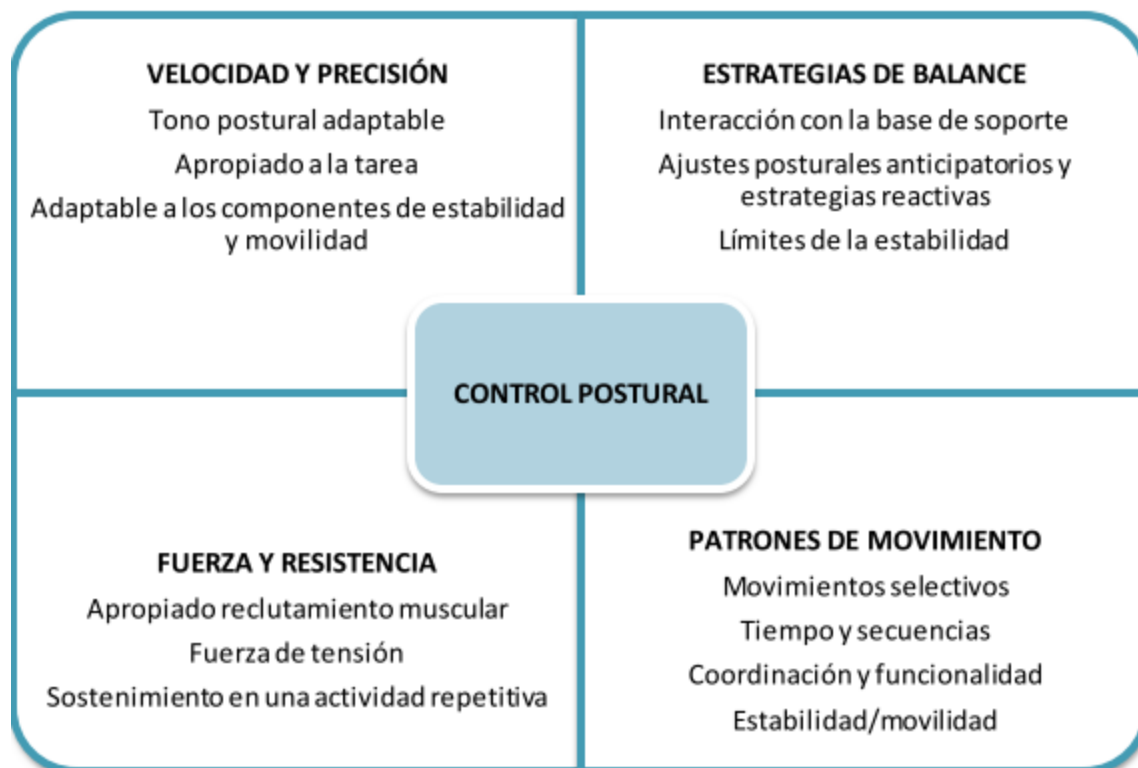 VELOCIDAD Y PRECISIÓN
Tono postural adaptable
Apropiado a la tarea
Adaptable a los componentes de estabilidad
y movilidad
ESTRATEGIAS DE BALANCE
Interacción con la base de soporte
Ajustes posturales anticipatorios y
estrategias reactivas
Límites de la estabilidad
CONTROL POSTURAL
FUERZA Y RESISTENCIA
Apropiado reclutamiento muscular
Fuerza de tensión
Sostenimiento en una actividad repetitiva
PATRONES DE MOVIMIENTO
Movimientos selectivos
Tiempo y secuencias
Coordinación y funcionalidad
Estabilidad/movilidad